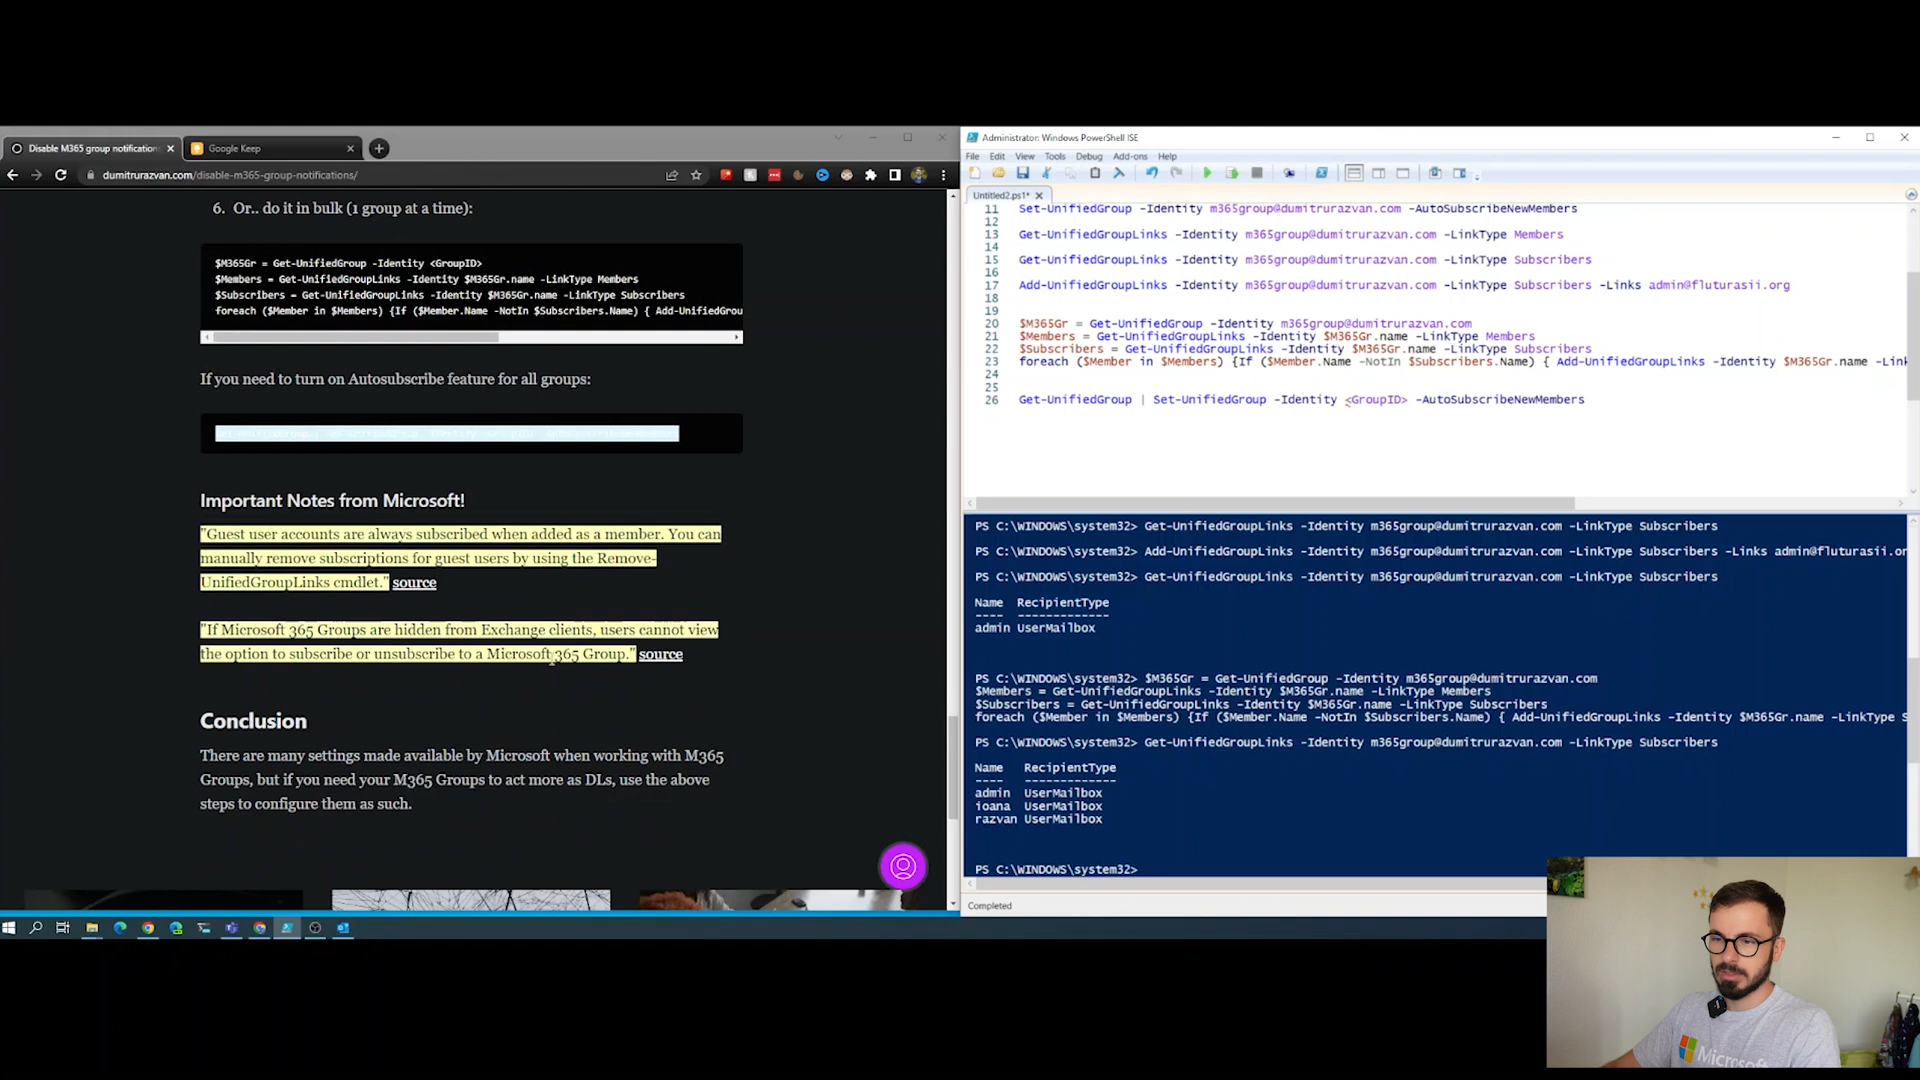 Disable M365 group notification
Google Keep
dumitrurazvan.com/disable-m365-group-notifications/
6. Or.. do it in bulk (1 group at a time):
$M365Gr = Get-UnifiedGroup -Identity <GroupID>
$Members = Get-UnifiedGroupLinks -Identity $M365Gr.name -LinkType Members
$Subscribers = Get-UnifiedGroupLinks -Identity $M365Gr.name -LinkType Subscribers
foreach ($Member in $Members) {If ($Member.Name -NotIn $Subscribers.Name) { Add-UnifiedGrou
If you need to turn on Autosubscribe feature for all groups:
Important Notes from Microsoft!
"Guest user accounts are always subscribed when added as a member. You can
manually remove subscriptions for guest users by using the Remove-
UnifiedGroupLinks cmdlet." source
"If Microsoft 365 Groups are hidden from Exchange clients, users cannot view
the option to subscribe or unsubscribe to a Microsoft 365 Group." source
Conclusion
There are many settings made available by Microsoft when working with M365
Groups, but if you need your M365 Groups to act more as DLs, use the above
steps to configure them as such.
Administrator: Windows PowerShell ISE
File Edit View Tools Debug Add-ons Help
Untitled2.ps1*
11 Set-UnifiedGroup -Identity m365group@dumitrurazvan.com -AutoSubscribeNewMembers
12
13 Get-UnifiedGroupLinks -Identity m365group@dumitrurazvan.com -LinkType Members
14
15 Get-UnifiedGroupLinks -Identity m365group@dumitrurazvan.com -LinkType Subscribers
16
17 Add-UnifiedGroupLinks -Identity m365group@dumitrurazvan.com -LinkType Subscribers -Links admin@fluturasii.org
18
19
20 $M365Gr = Get-UnifiedGroup -Identity m365group@dumitrurazvan.com
21 $Members = Get-UnifiedGroupLinks -Identity $M365Gr.name -LinkType Members
22 $Subscribers = Get-UnifiedGroupLinks -Identity $M365Gr.name -LinkType Subscribers
23 foreach ($Member in $Members) {If ($Member.Name -NotIn $Subscribers.Name) { Add-UnifiedGroupLinks -Identity $M365Gr.name -Lin
24
25
26 Get-UnifiedGroup | Set-UnifiedGroup -Identity <GroupID> -AutoSubscribeNewMembers
PS C:\WINDOWS\system32> Get-UnifiedGroupLinks -Identity m365group@dumitrurazvan.com -LinkType Subscribers
PS C:\WINDOWS\system32> Add-UnifiedGroupLinks -Identity m365group@dumitrurazvan.com -LinkType Subscribers -Links admin@fluturasii.or
PS C:\WINDOWS\system32> Get-UnifiedGroupLinks -Identity m365group@dumitrurazvan.com -LinkType Subscribers
Name RecipientType
---- -------------
admin UserMailbox
PS C:\WINDOWS\system32> $M365Gr = Get-UnifiedGroup -Identity m365group@dumitrurazvan.com
$Members = Get-UnifiedGroupLinks -Identity $M365Gr.name -LinkType Members
$Subscribers = Get-UnifiedGroupLinks -Identity $M365Gr.name -LinkType Subscribers
foreach ($Member in $Members) {If ($Member.Name -NotIn $Subscribers.Name) { Add-UnifiedGroupLinks -Identity $M365Gr.name -LinkType S
PS C:\WINDOWS\system32> Get-UnifiedGroupLinks -Identity m365group@dumitrurazvan.com -LinkType Subscribers
Name RecipientType
---- -------------
admin UserMailbox
ioana UserMailbox
razvan UserMailbox
PS C:\WINDOWS\system32>
Completed
Microsoft